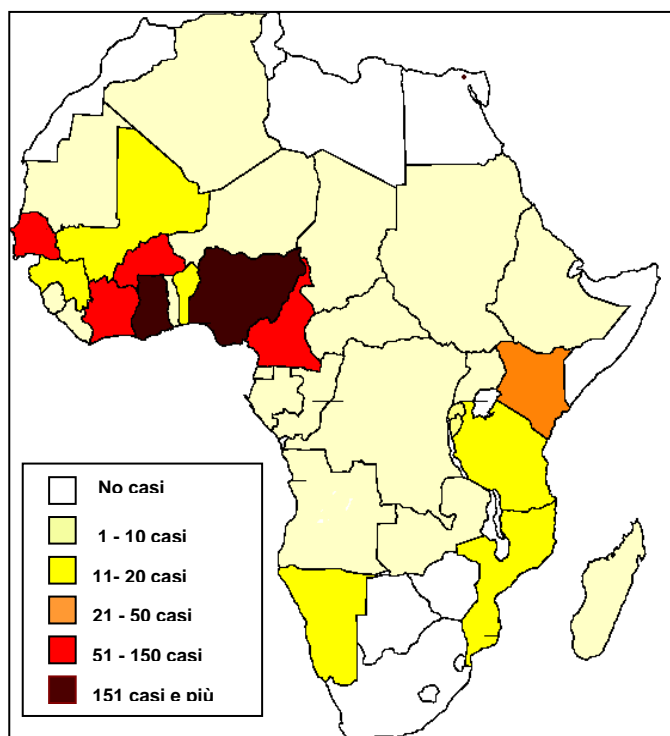 No casi
1 - 10 casi
11- 20 casi
21 - 50 casi
51 - 150 casi
151 casi e più